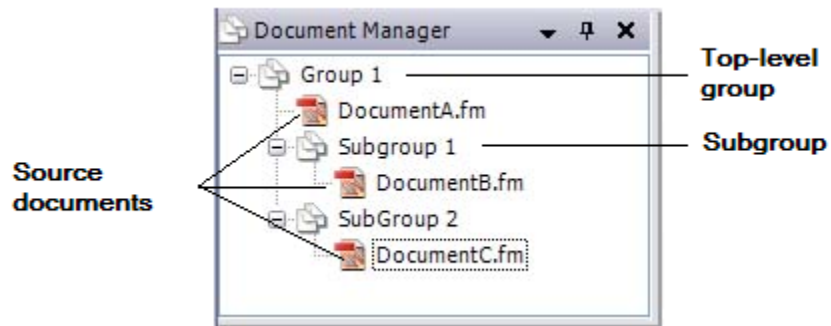 Document Manager
Group 1
Top-level
group
DocumentA.fm
Subgroup 1
Subgroup
Source
documents
DocumentB.fm
SubGroup 2
DocumentC.fm